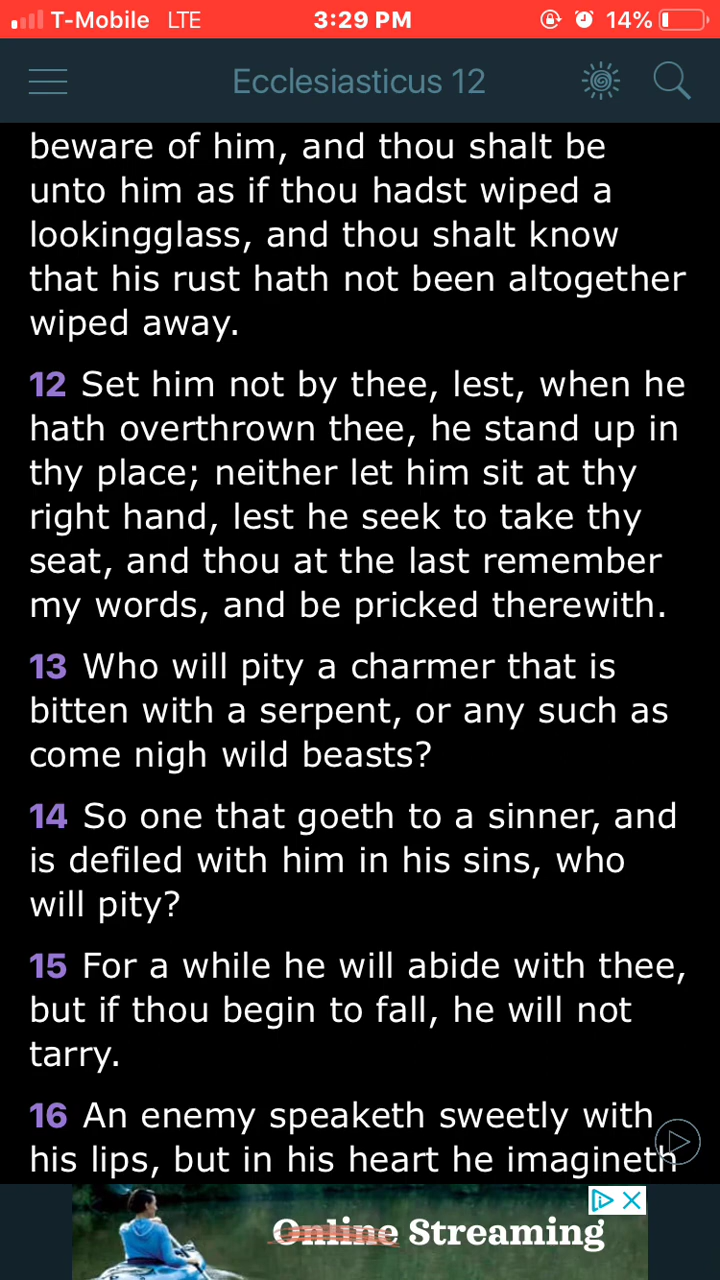 T-Mobile LTE 3:29 PM 14%
Ecclesiasticus 12
beware of him, and thou shalt be
unto him as if thou hadst wiped a
lookingglass, and thou shalt know
that his rust hath not been altogether
wiped away.
12 Set him not by thee, lest, when he
hath overthrown thee, he stand up in
thy place; neither let him sit at thy
right hand, lest he seek to take thy
seat, and thou at the last remember
my words, and be pricked therewith.
13 Who will pity a charmer that is
bitten with a serpent, or any such as
come nigh wild beasts?
14 So one that goeth to a sinner, and
is defiled with him in his sins, who
will pity?
15 For a while he will abide with thee,
but if thou begin to fall, he will not
tarry.
16 An enemy speaketh sweetly with
his lips, but in his heart he imagineth
Online Streaming